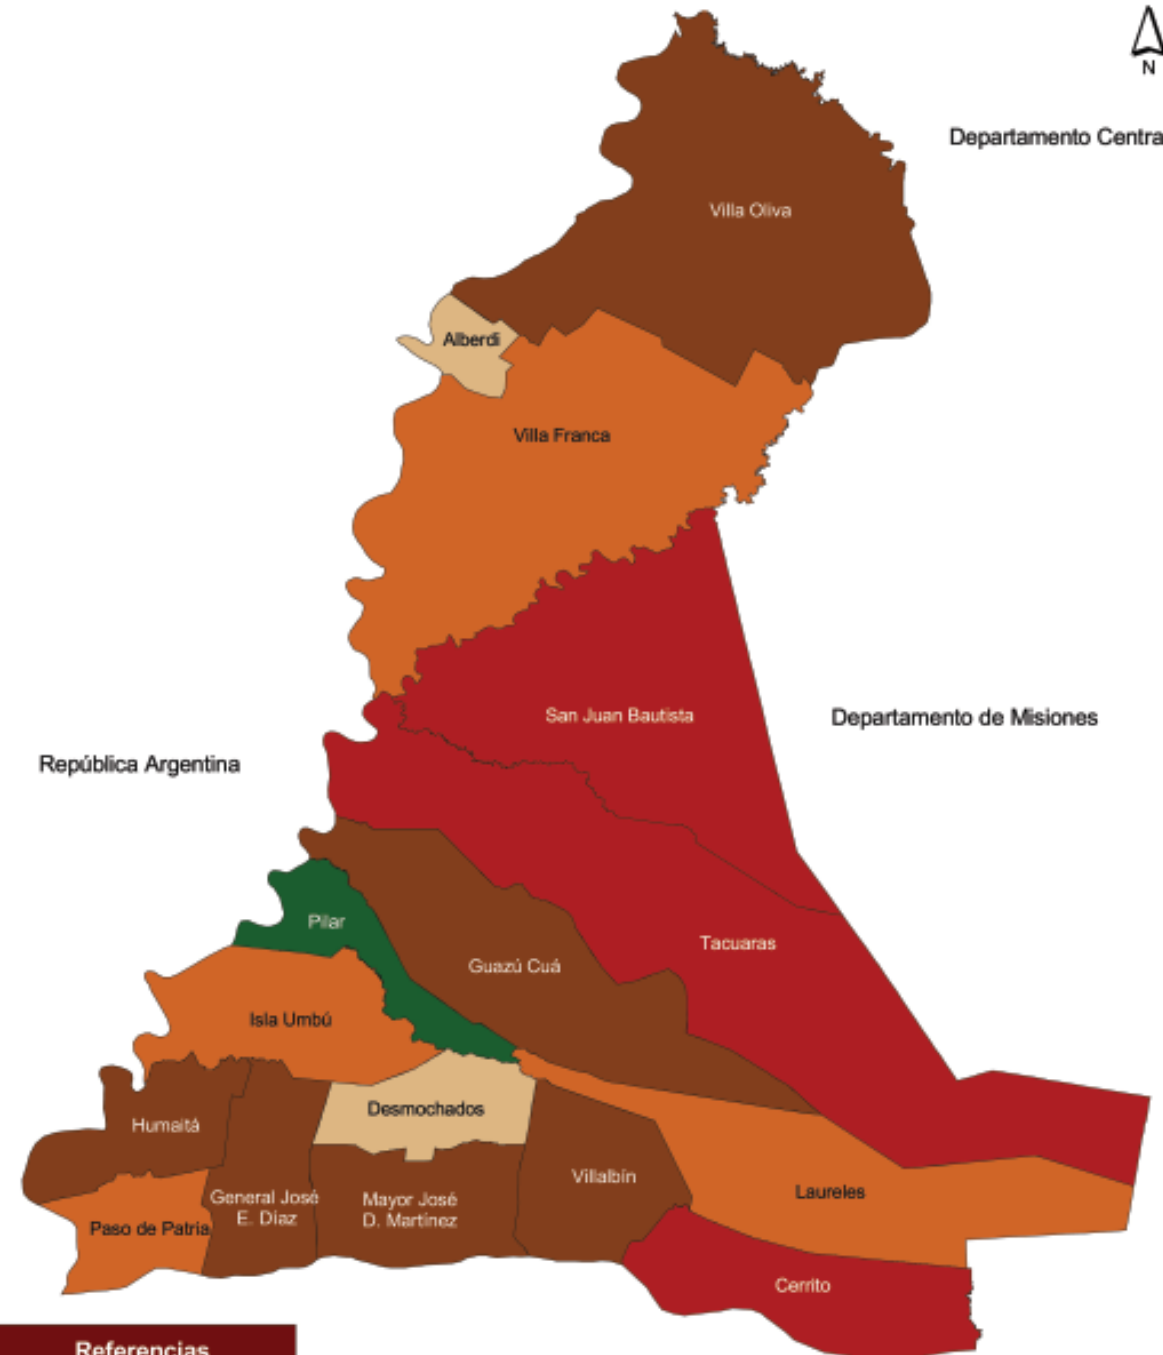 N
Departamento Centra
Villa Oliva
Alberdi
Villa Franca
San Juan Bautista
Departamento de Misiones
República Argentina
Pilar
Tacuaras
Guazú Cuá
Isla Umbú
Desmochados
Humaitá
Villalbín
Laureles
General José
E. Díaz
Mayor José
D. Martínez
Paso de Patria
Cerrito
Referencias